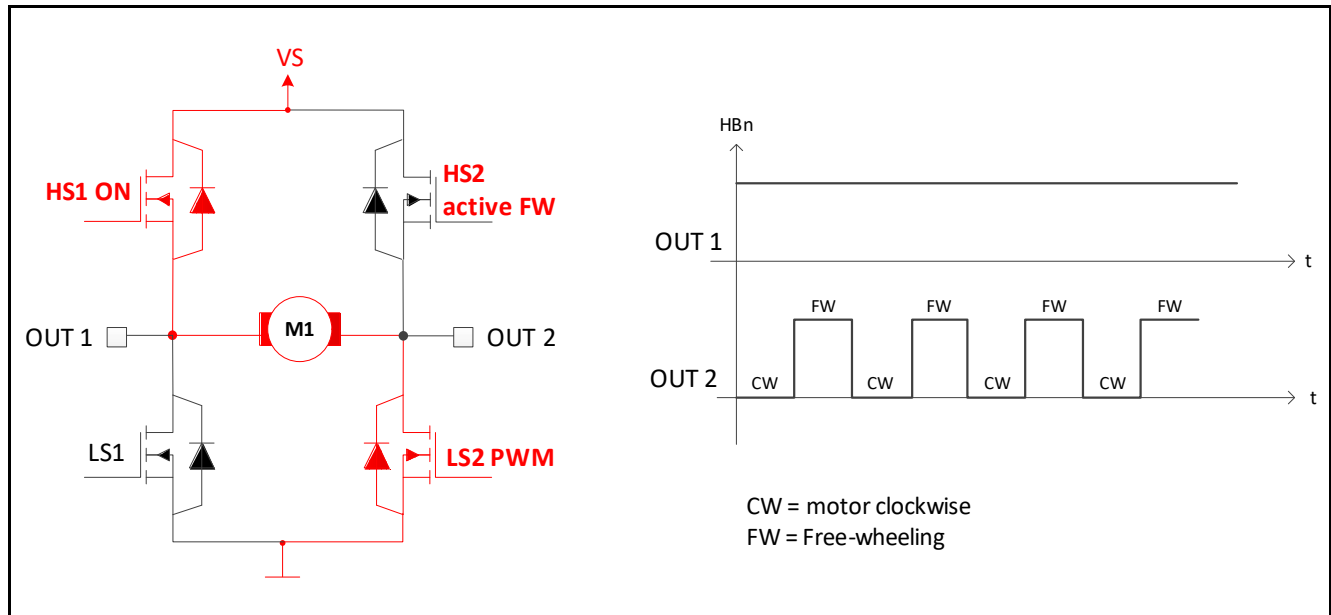 VS
HS1 ON
HS2
active FW
OUT 1
M1
OUT 2
LS1
LS2 PWM
HBn
OUT 1
t
FW FW FW FW
OUT 2
CW CW CW CW
t
CW = motor clockwise
FW = Free-wheeling